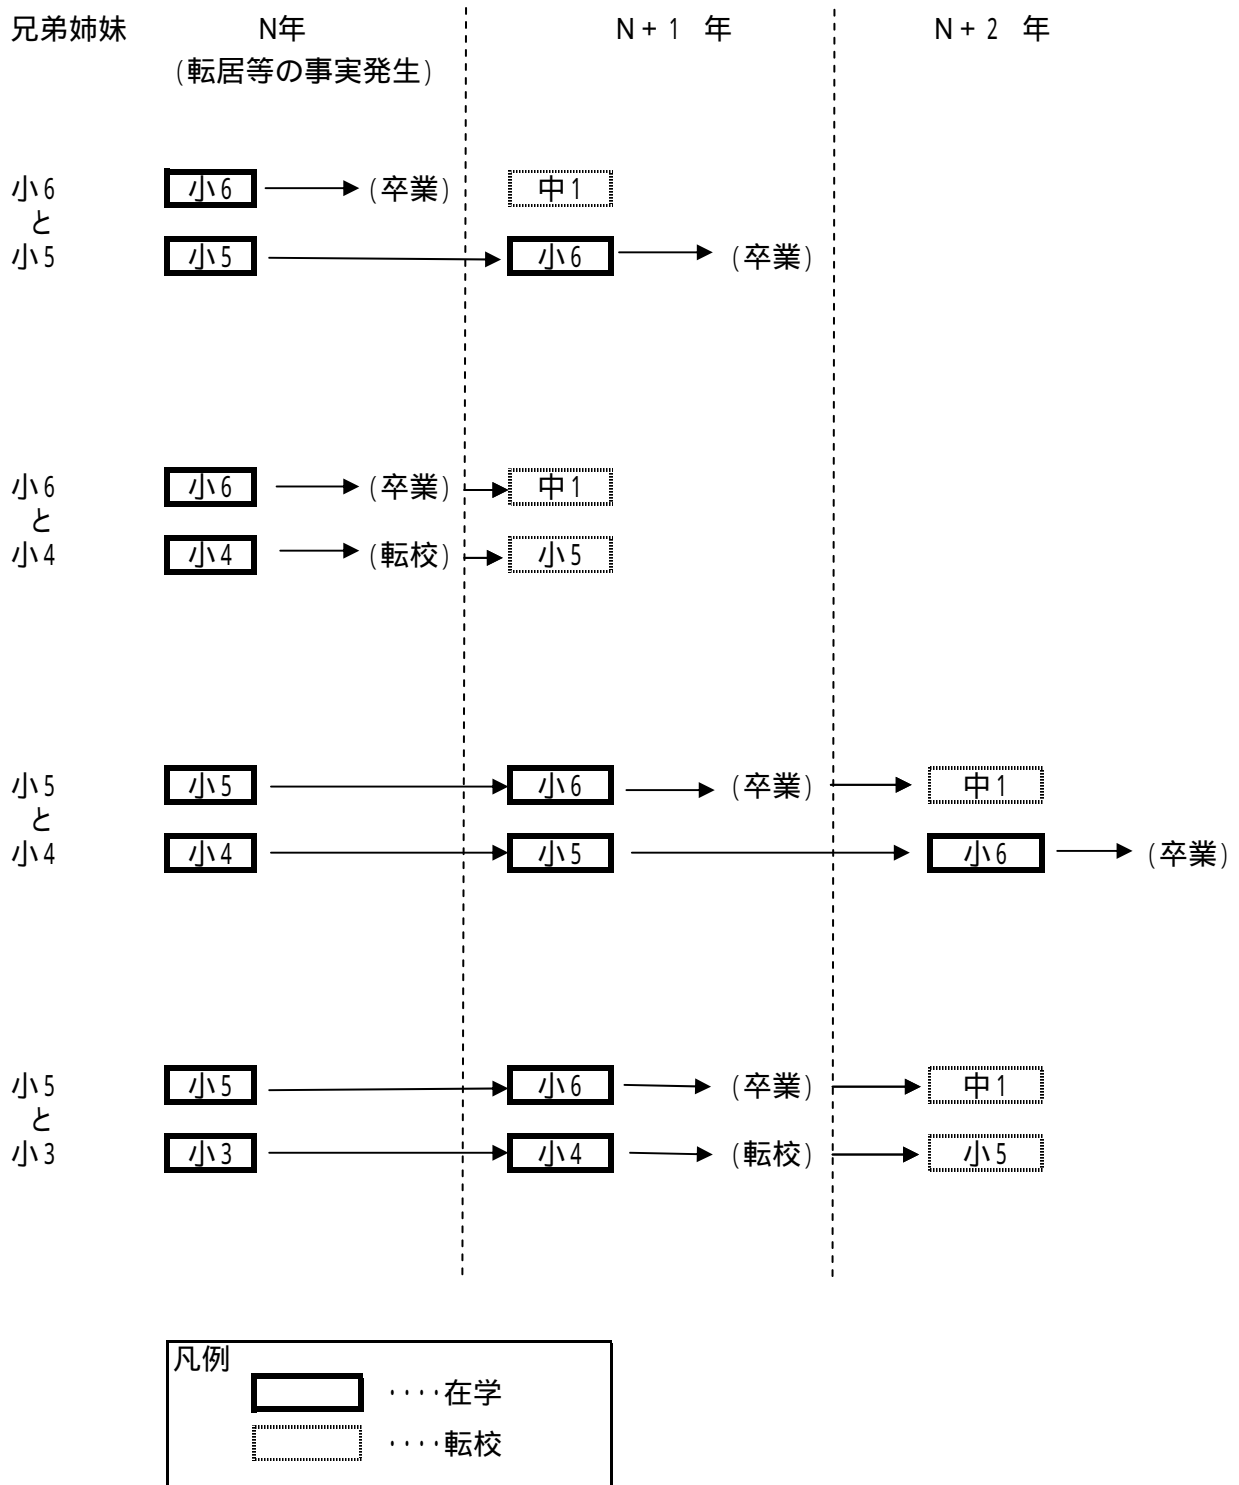 兄弟姉妹 N年 N+1 年 N+2 年
(転居等の事実発生)
小6 小6 (卒業) 中1
と
小5 小5 小6 (卒業)
小6 小6 (卒業) 中1
と
小4 小4 (転校) 小5
小5 小5 小6 (卒業) 中1
と
小4 小4 小5 小6 (卒業)
小5 小5 小6 (卒業) 中1
と
小3 小3 小4 (転校) 小5
凡例
････在学
････転校